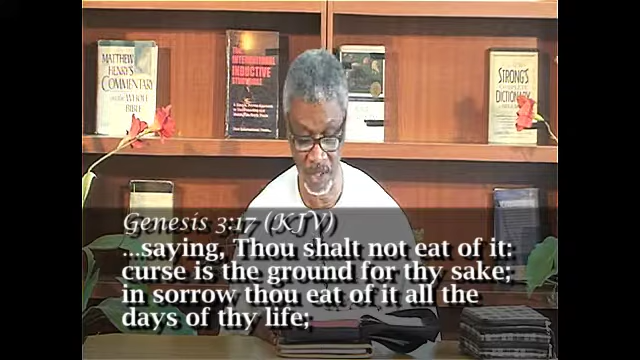 MATTHEW
HENRY'S
COMMENTARY
on the WHOLE
BIBLE
INTERNATIONAL
INDUCTIVE
STRONG'S
DICTIONARY
Genesis 3:17 (KJV)
...saying, Thou shalt not eat of it:
curse is the ground for thy sake;
in sorrow thou eat of it all the
days of thy life;